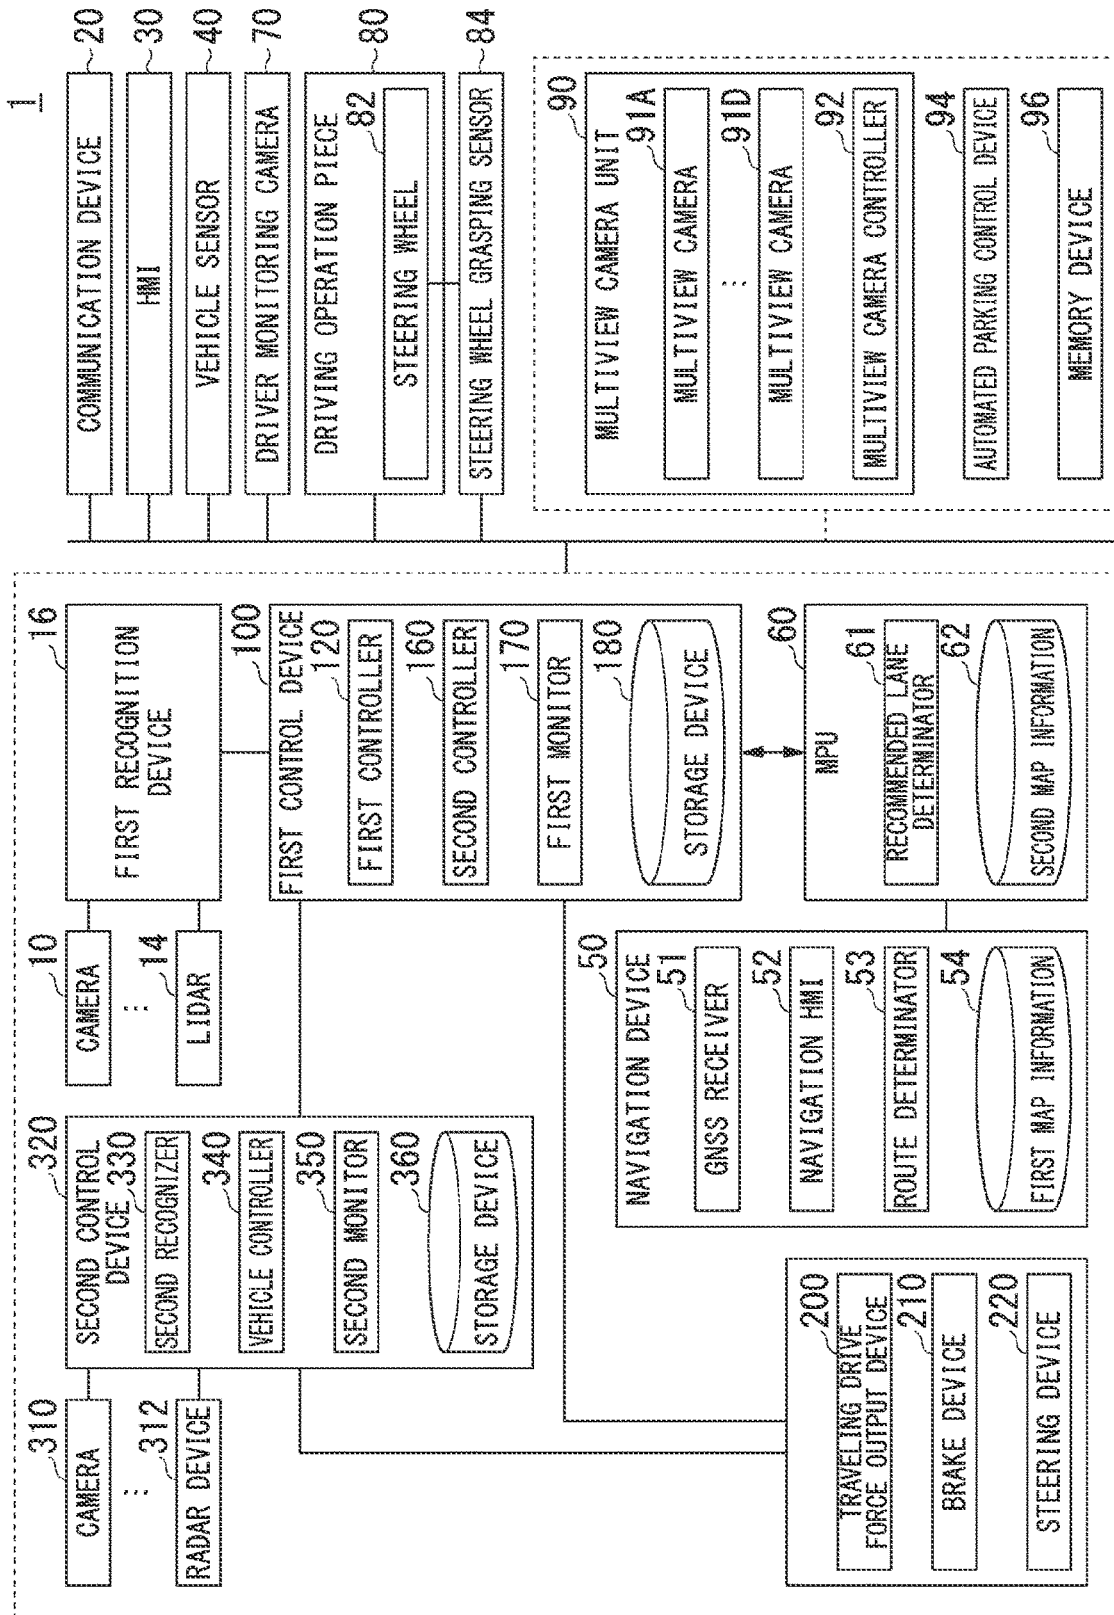 1
310
CAMERA
312
RADAR DEVICE
320
SECOND CONTROL
DEVICE
330
SECOND RECOGNIZER
340
VEHICLE CONTROLLER
350
SECOND MONITOR
360
STORAGE DEVICE
10
CAMERA
14
LIDAR
16
FIRST RECOGNITION
DEVICE
100
FIRST CONTROL DEVICE
120
FIRST CONTROLLER
160
SECOND CONTROLLER
170
FIRST MONITOR
180
STORAGE DEVICE
20
COMMUNICATION DEVICE
30
HMI
40
VEHICLE SENSOR
70
DRIVER MONITORING CAMERA
80
DRIVING OPERATION PIECE
82
STEERING WHEEL
84
STEERING WHEEL GRASPING SENSOR
200
TRAVELING DRIVE
FORCE OUTPUT DEVICE
210
BRAKE DEVICE
220
STEERING DEVICE
50
NAVIGATION DEVICE
51
GNSS RECEIVER
52
NAVIGATION HMI
53
ROUTE DETERMINATOR
54
FIRST MAP INFORMATION
60
MPU
61
RECOMMENDED LANE
DETERMINATOR
62
SECOND MAP INFORMATION
90
MULTIVIEW CAMERA UNIT
91A
MULTIVIEW CAMERA
91D
MULTIVIEW CAMERA
92
MULTIVIEW CAMERA CONTROLLER
94
AUTOMATED PARKING CONTROL DEVICE
96
MEMORY DEVICE